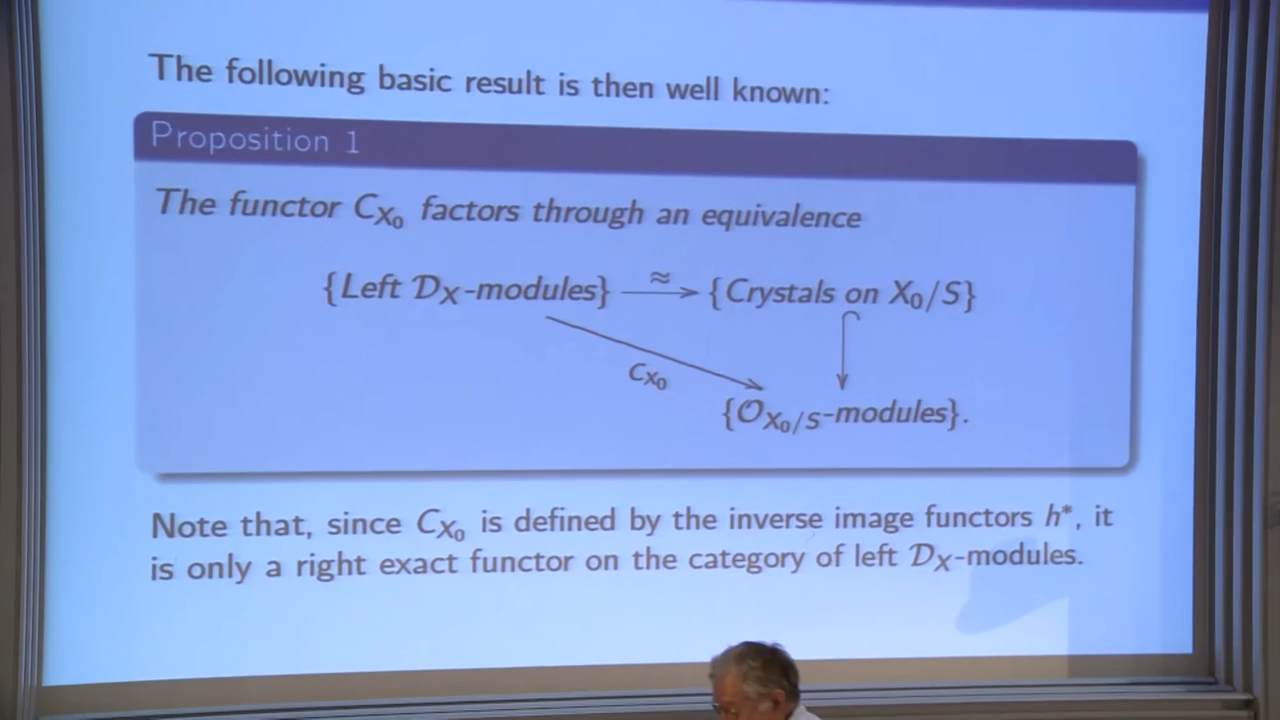 The following basic result is then well known:
Proposition 1
The functor C_{X_0} factors through an equivalence
{Left 𝒟_X-modules} ≈→ {Crystals on X_0/S}
C_{X_0}
{𝒪_{X_0/S}-modules}.
Note that, since C_{X_0} is defined by the inverse image functors h*, it
is only a right exact functor on the category of left 𝒟_X-modules.